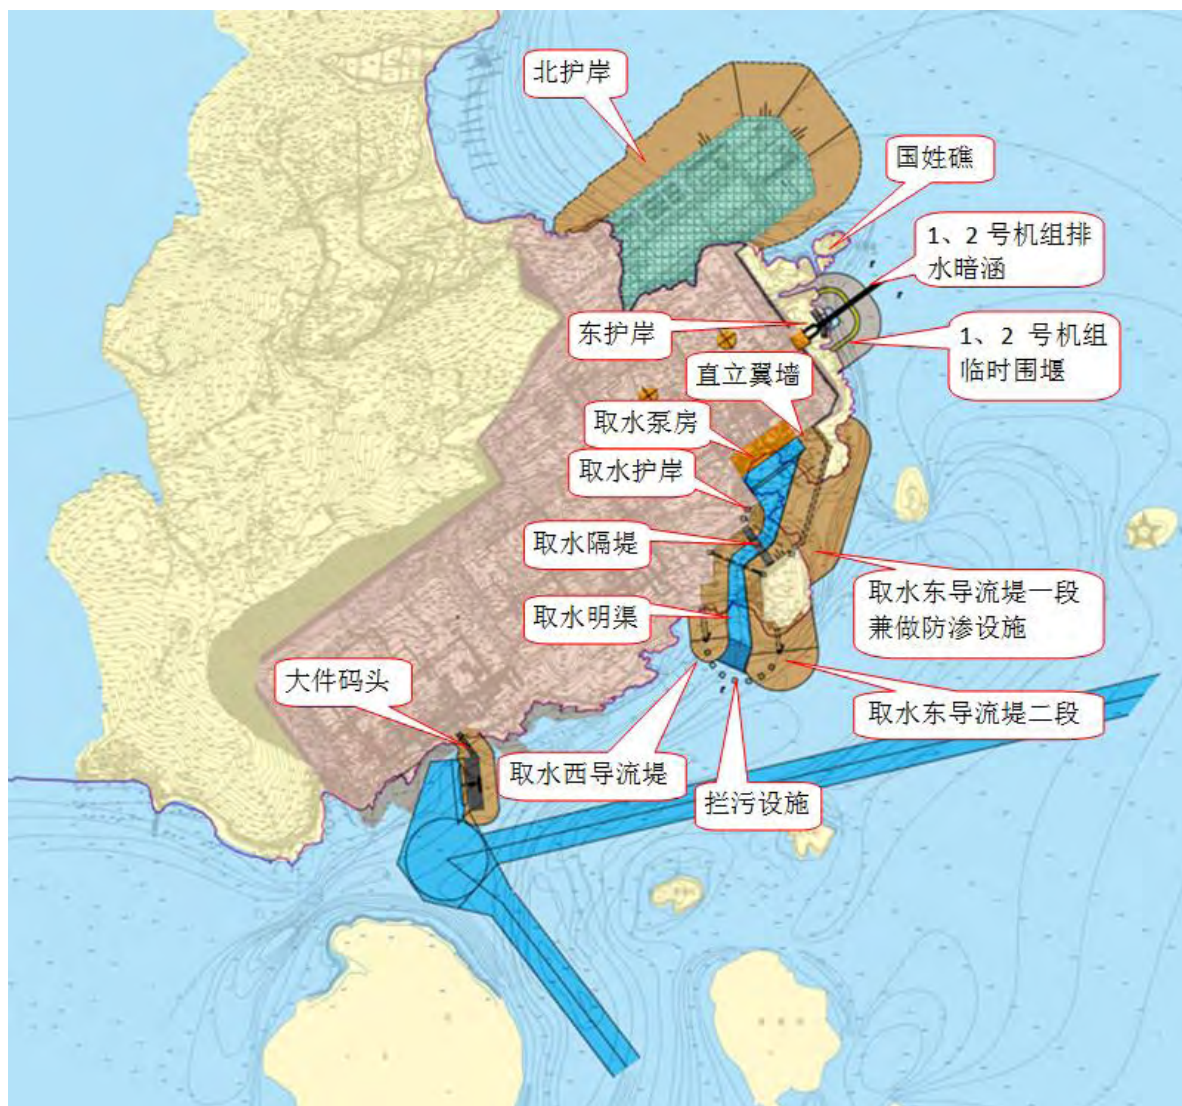 北护岸
国姓礁
1、2 号机组排
水暗涵
东护岸
1、2 号机组
临时围堰
直立翼墙
取水泵房
取水护岸
取水隔堤
取水东导流堤一段
兼做防渗设施
取水明渠
大件码头
取水东导流堤二段
取水西导流堤
拦污设施